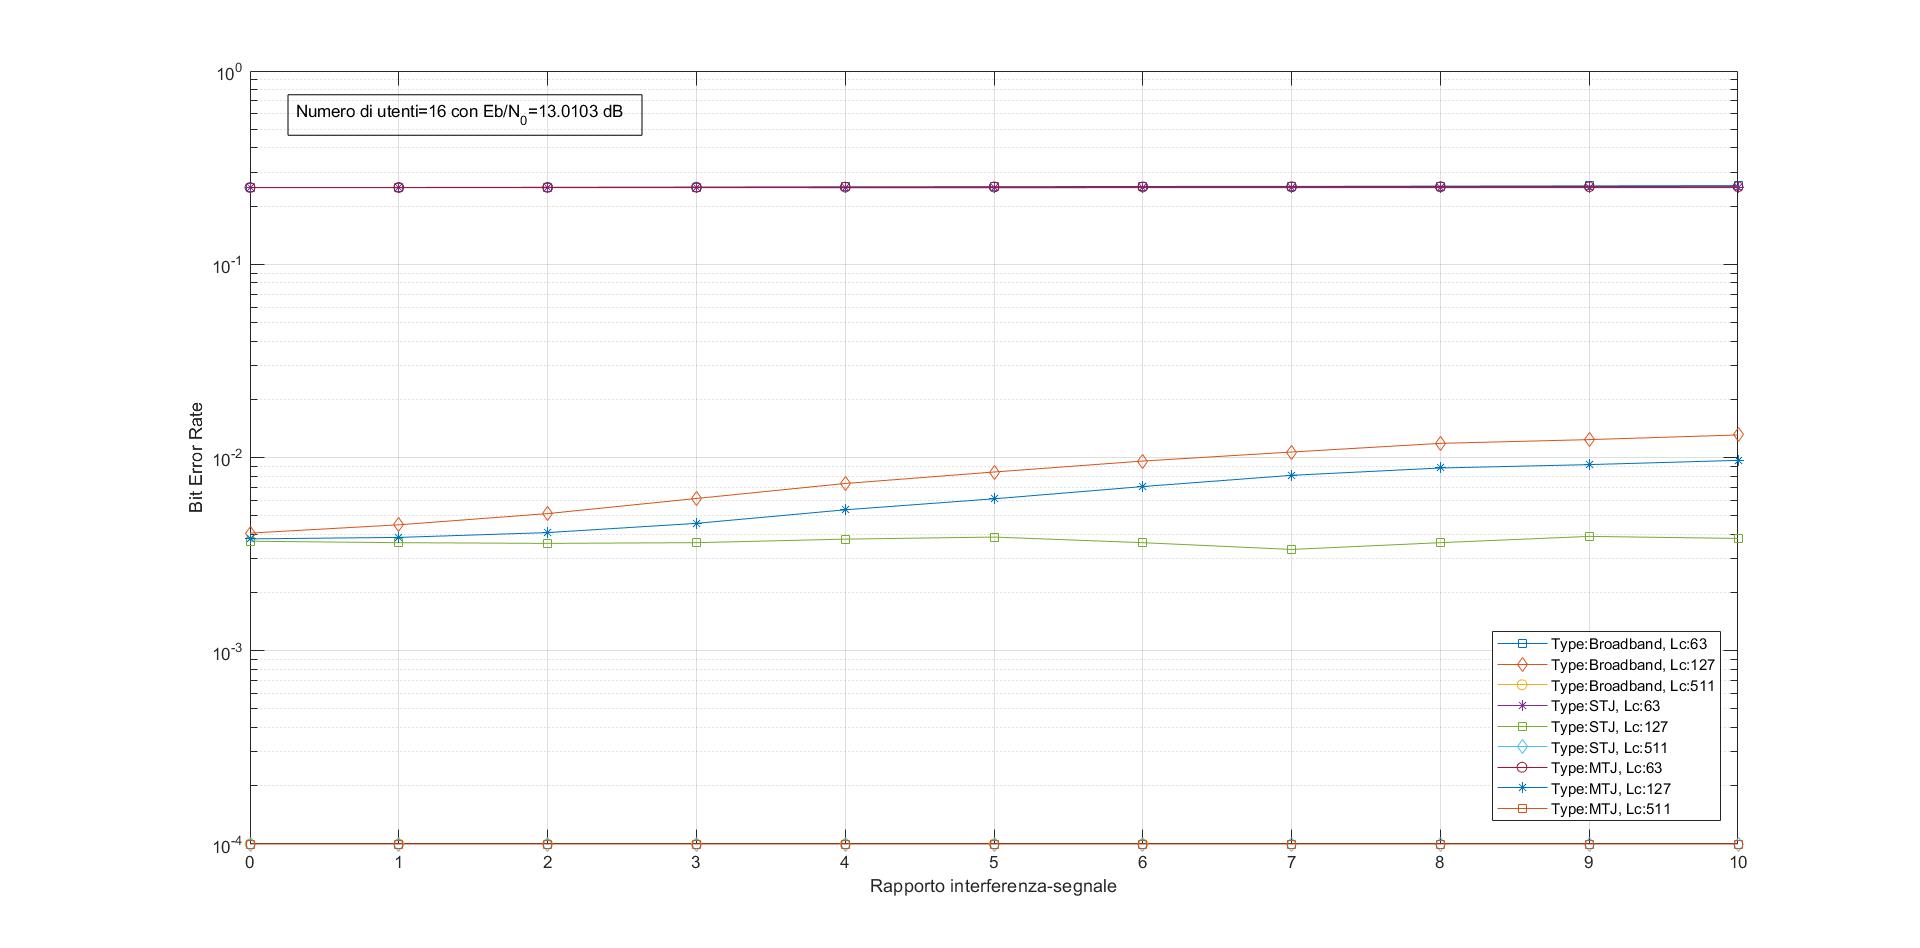 10^0
Numero di utenti=16 con Eb/N_0=13.0103 dB
10^-1
Bit Error Rate
10^-2
10^-3
Type:Broadband, Lc:63
Type:Broadband, Lc:127
Type:Broadband, Lc:511
Type:STJ, Lc:63
Type:STJ, Lc:127
Type:STJ, Lc:511
Type:MTJ, Lc:63
Type:MTJ, Lc:127
Type:MTJ, Lc:511
10^-4
0 1 2 3 4 5 6 7 8 9 10
Rapporto interferenza-segnale